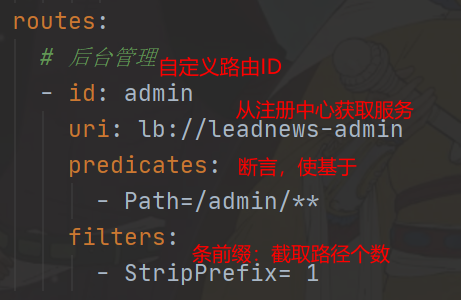 routes:
# 后台管理
自定义路由ID
- id: admin
从注册中心获取服务
uri: lb://leadnews-admin
predicates: 断言，使基于
- Path=/admin/**
filters:
条前缀：截取路径个数
- StripPrefix= 1